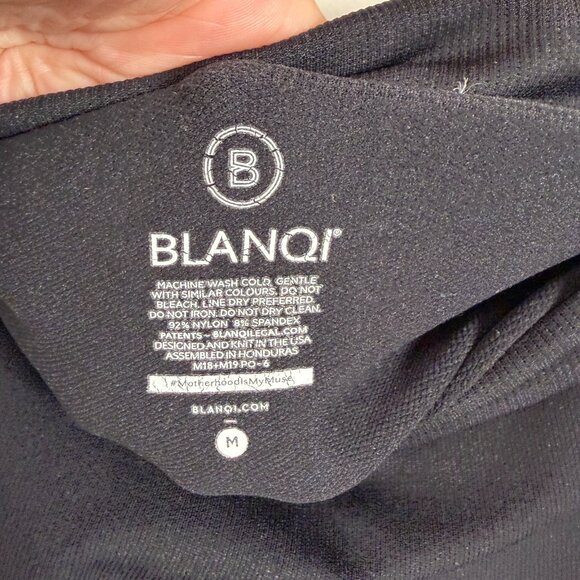 B
BLANQI®
MACHINE WASH COLD, GENTLE
WITH SIMILAR COLOURS. DO NOT
BLEACH. LINE DRY PREFERRED.
DO NOT IRON. DO NOT DRY CLEAN.
92% NYLON 8% SPANDEX
PATENTS - BLANQILEGAL.COM
DESIGNED AND KNIT IN THE USA
ASSEMBLED IN HONDURAS
M18+M19 PO-6
#MotherhoodIsMyMuse
BLANQI.COM
M